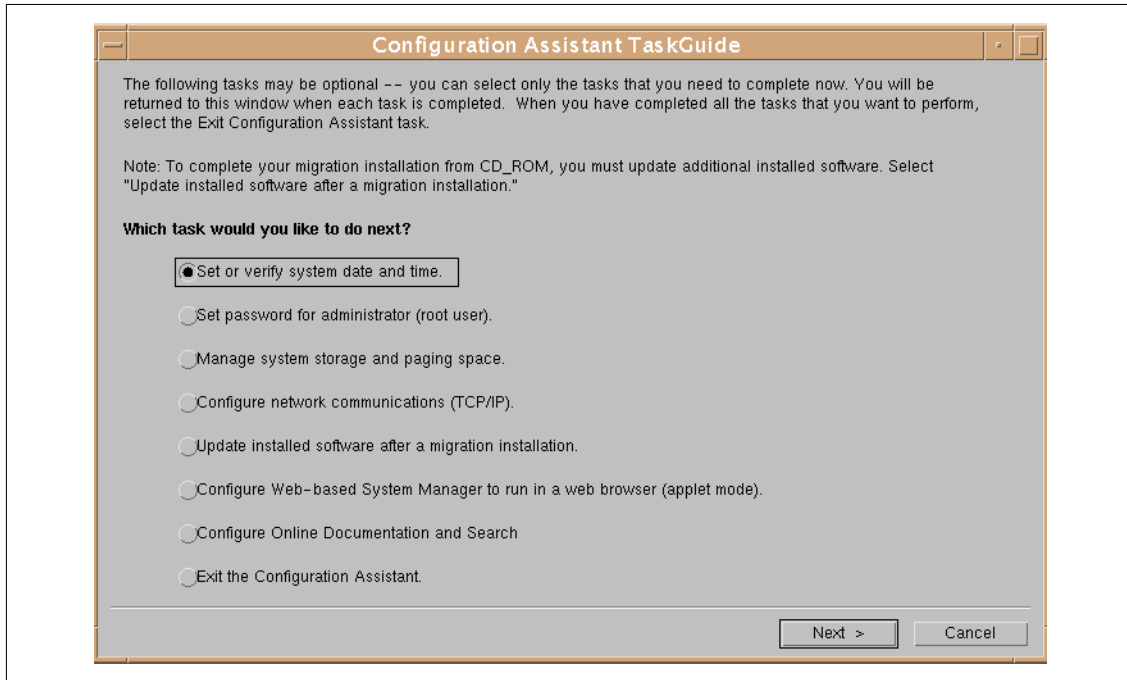 Configuration Assistant TaskGuide
The following tasks may be optional -- you can select only the tasks that you need to complete now. You will be
returned to this window when each task is completed. When you have completed all the tasks that you want to perform,
select the Exit Configuration Assistant task.
Note: To complete your migration installation from CD_ROM, you must update additional installed software. Select
"Update installed software after a migration installation."
Which task would you like to do next?
Set or verify system date and time.
Set password for administrator (root user).
Manage system storage and paging space.
Configure network communications (TCP/IP).
Update installed software after a migration installation.
Configure Web-based System Manager to run in a web browser (applet mode).
Configure Online Documentation and Search
Exit the Configuration Assistant.
Next >
Cancel